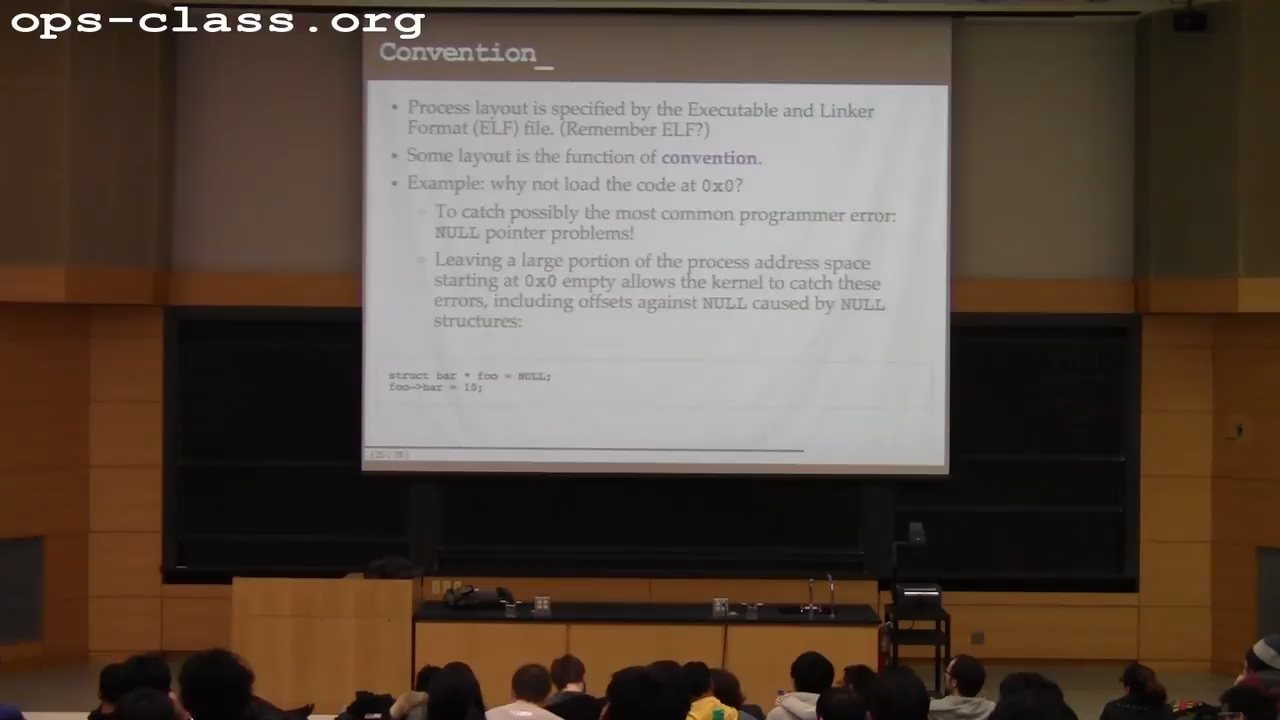 ops-class.org
Convention_
• Process layout is specified by the Executable and Linker
Format (ELF) file. (Remember ELF?)
• Some layout is the function of convention.
• Example: why not load the code at 0x0?
◦ To catch possibly the most common programmer error:
NULL pointer problems!
◦ Leaving a large portion of the process address space
starting at 0x0 empty allows the kernel to catch these
errors, including offsets against NULL caused by NULL
structures:
struct bar * foo = NULL;
foo->bar = 10;